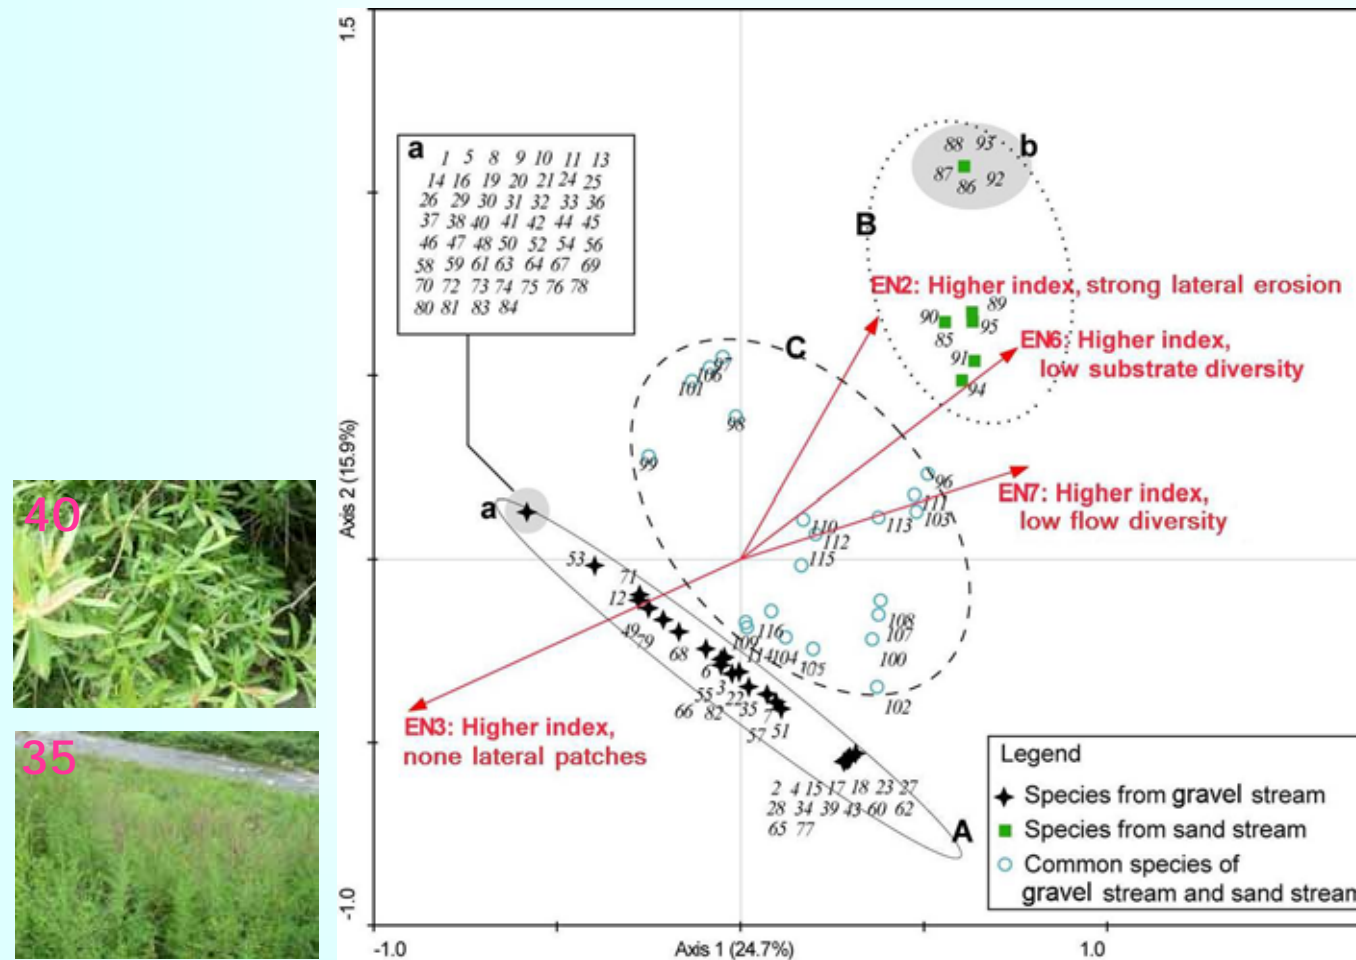 1.5
a
1 5 8 9 10 11 13
14 16 19 20 21 24 25
26 29 30 31 32 33 36
37 38 40 41 42 44 45
46 47 48 50 52 54 56
58 59 61 63 64 67 69
70 72 73 74 75 76 78
80 81 83 84
88 93 b
87 86 92
B
EN2: Higher index, strong lateral erosion
89
90 95
85
EN6: Higher index,
low substrate diversity
91
94
C
97
106
101
98
99
96
111
103
113
EN7: Higher index,
low flow diversity
110
112
115
a
53
71
12
49 79
68
6
3
55 22 35 7
66 82
57 51
109 116
114 104
105
108
107
100
102
EN3: Higher index,
none lateral patches
2 4 15 17 18 23 27
28 34 39 43 60 62
65 77
A
Legend
Species from gravel stream
Species from sand stream
Common species of
gravel stream and sand stream
Axis 2 (15.9%)
-1.0
-1.0
Axis 1 (24.7%)
1.0
40
35